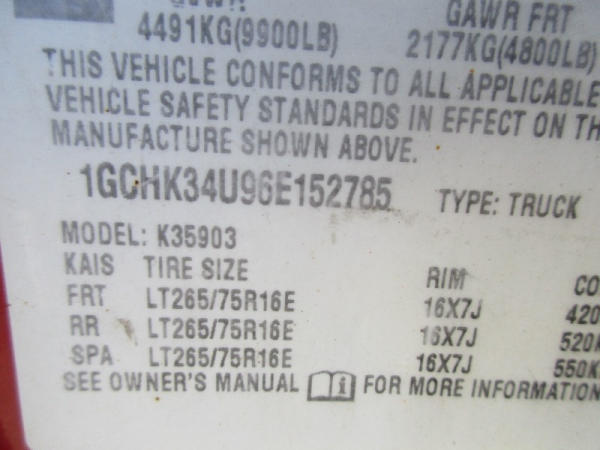 GAWR FRT
4491KG(9900LB) 2177KG(4800LB)
THIS VEHICLE CONFORMS TO ALL APPLICABLE
VEHICLE SAFETY STANDARDS IN EFFECT ON TH
MANUFACTURE SHOWN ABOVE.
1GCHK34U96E152785 TYPE: TRUCK
MODEL: K35903
KAIS TIRE SIZE RIM CO
FRT LT265/75R16E 16X7J 420
RR LT265/75R16E 16X7J 520K
SPA LT265/75R16E 16X7J 550K
SEE OWNER'S MANUAL i FOR MORE INFORMATION